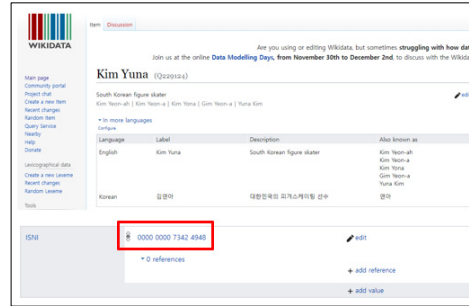 WIKIDATA
Main page
Community portal
Project chat
Create a new Item
Recent changes
Random Item
Query Service
Nearby
Help
Donate
Lexicographical data
Create a new Lexeme
Recent changes
Random Lexeme
Tools
Item Discussion
Are you using or editing Wikidata, but sometimes struggling with how dat
Join us at the online Data Modelling Days, from November 30th to December 2nd, to discuss with the Wikida
Kim Yuna (Q229124)
South Korean figure skater
Kim Yeon-ah | Kim Yeon-a | Kim Yona | Gim Yeon-a | Yuna Kim
edi
In more languages
Configure
Language Label Description Also known as
English Kim Yuna South Korean figure skater Kim Yeon-ah
Kim Yeon-a
Kim Yona
Gim Yeon-a
Yuna Kim
Korean 김연아 대한민국의 피겨스케이팅 선수 연아
ISNI 0000 0000 7342 4948 edit
0 references
+ add reference
+ add value